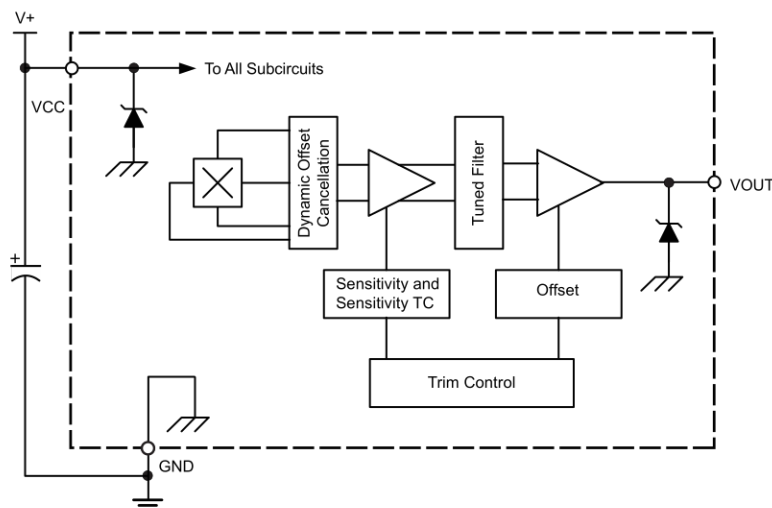 V+
To All Subcircuits
VCC
Dynamic Offset
Cancellation
Tuned Filter
VOUT
+
Sensitivity and
Sensitivity TC
Offset
Trim Control
GND